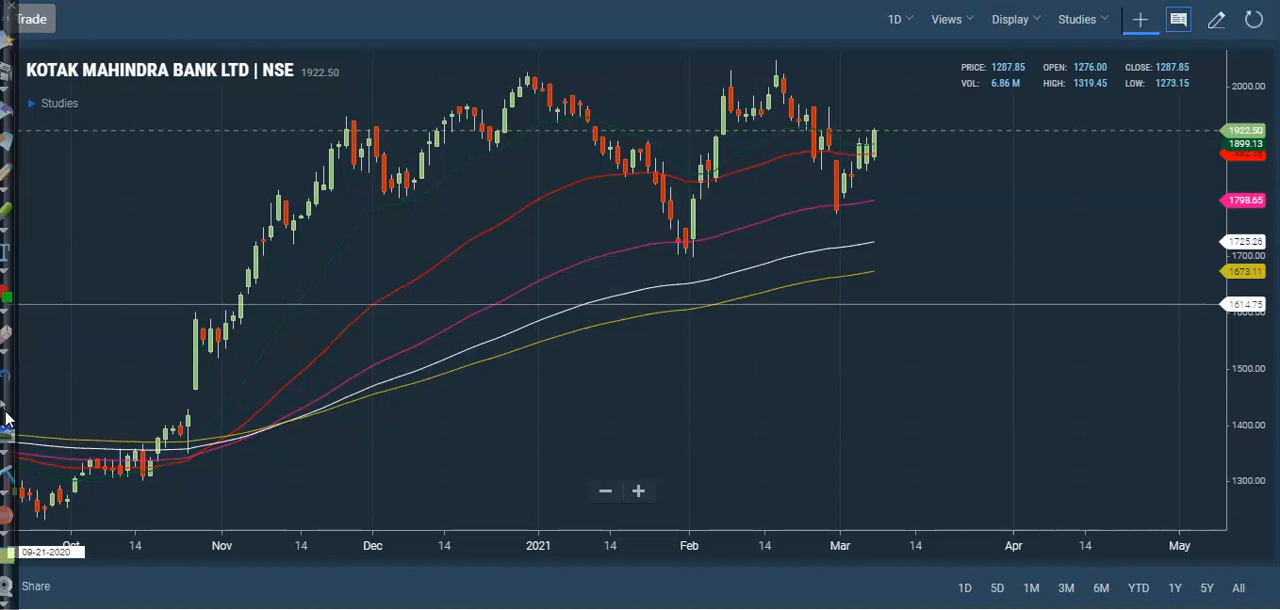 Trade
1D Views Display Studies
KOTAK MAHINDRA BANK LTD | NSE 1922.50
PRICE: 1287.85 OPEN: 1276.00 CLOSE: 1287.85
VOL: 6.86 M HIGH: 1319.45 LOW: 1273.15
Studies
2000.00
1922.50
1899.13
1798.65
1725.26
1700.00
1673.11
1614.75
1600.00
1500.00
1400.00
1300.00
Oct 14 Nov 14 Dec 14 2021 14 Feb 14 Mar 14 Apr 14 May
09-21-2020
Share
1D 5D 1M 3M 6M YTD 1Y 5Y All